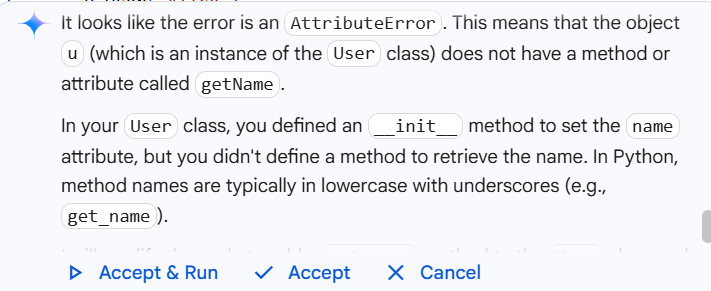 It looks like the error is an AttributeError. This means that the object
u (which is an instance of the User class) does not have a method or
attribute called getName.
In your User class, you defined an __init__ method to set the name
attribute, but you didn't define a method to retrieve the name. In Python,
method names are typically in lowercase with underscores (e.g.,
get_name).
Accept & Run Accept Cancel